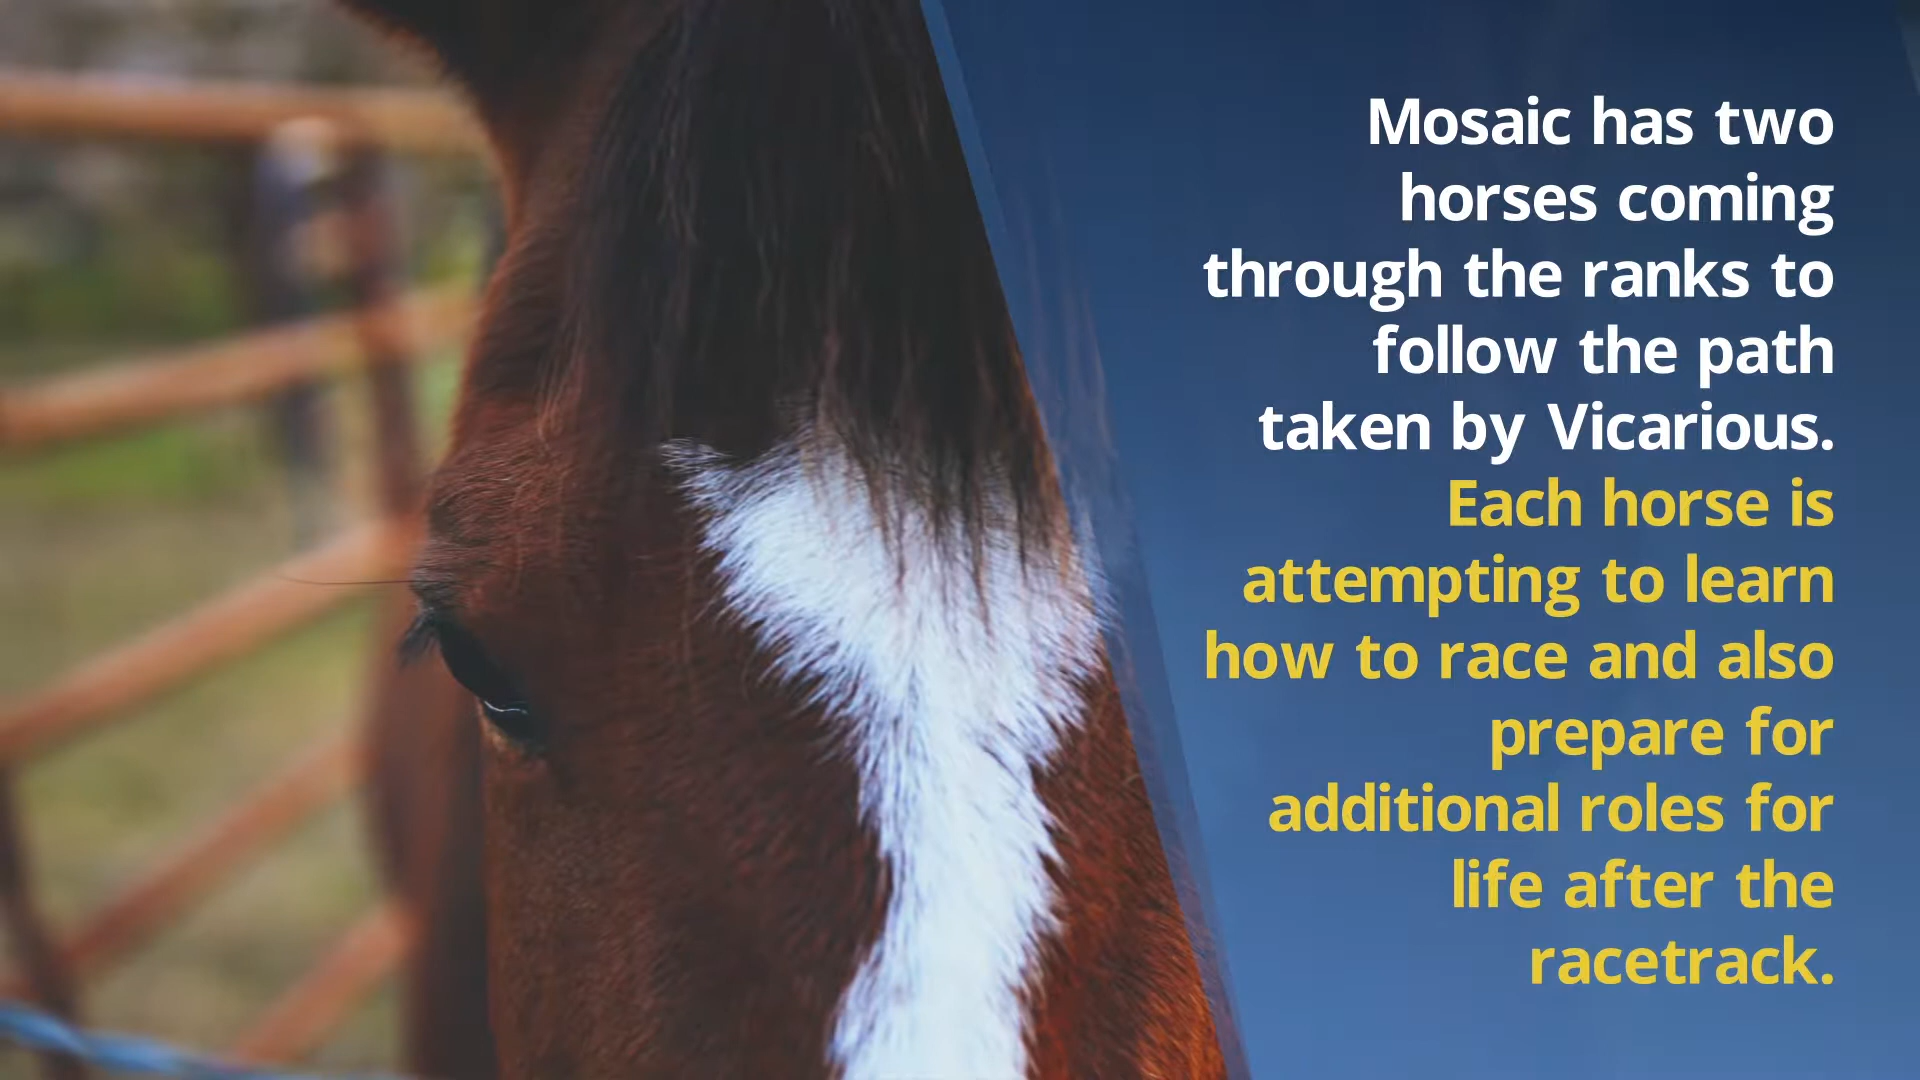 Mosaic has two
horses coming
through the ranks to
follow the path
taken by Vicarious.
Each horse is
attempting to learn
how to race and also
prepare for
additional roles for
life after the
racetrack.